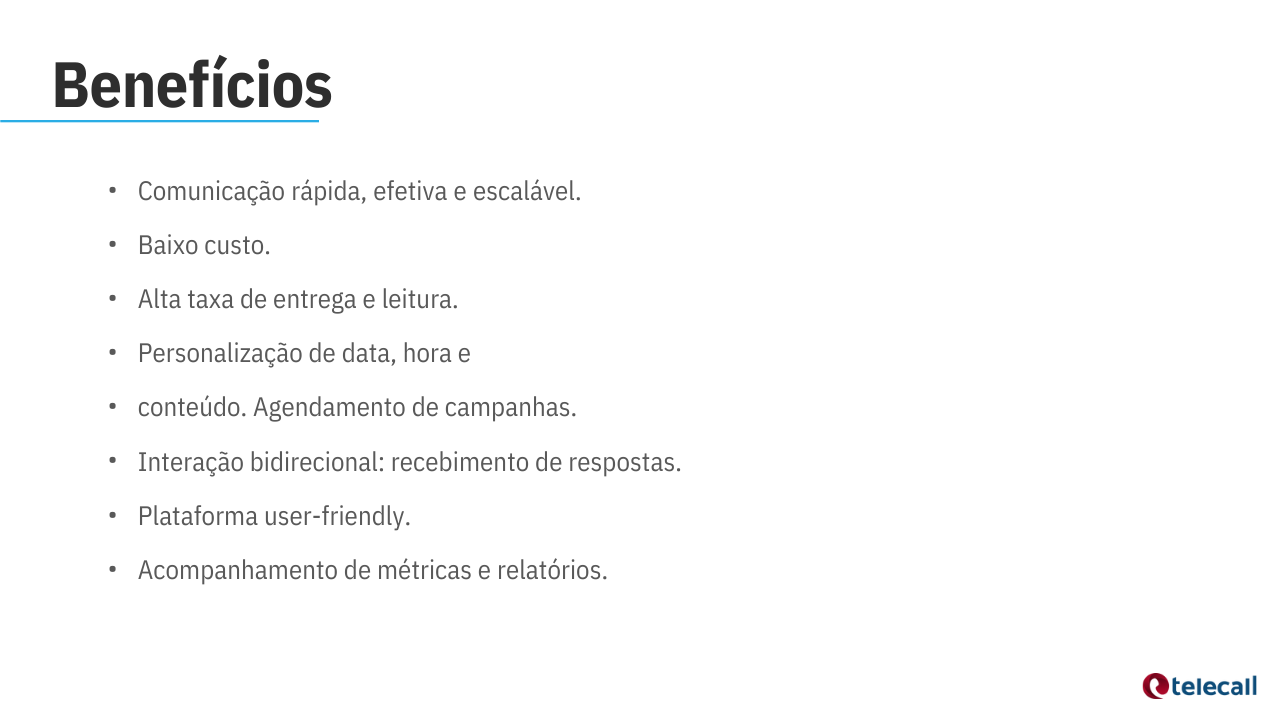 Benefícios
• Comunicação rápida, efetiva e escalável.
• Baixo custo.
• Alta taxa de entrega e leitura.
• Personalização de data, hora e
• conteúdo. Agendamento de campanhas.
• Interação bidirecional: recebimento de respostas.
• Plataforma user-friendly.
• Acompanhamento de métricas e relatórios.
telecall